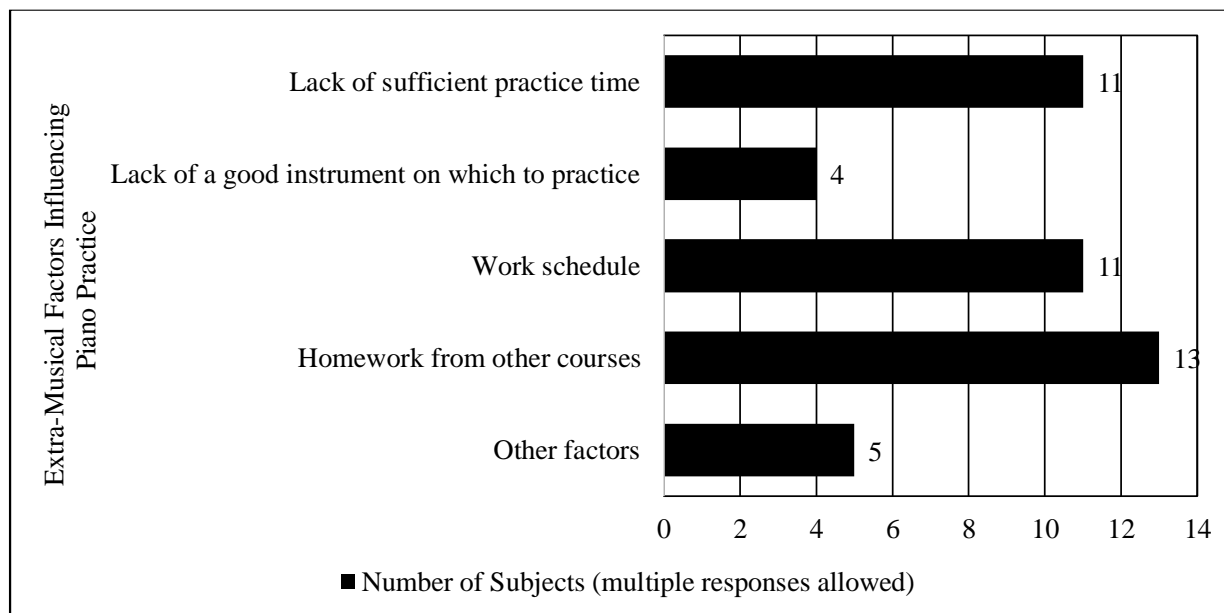 Extra-Musical Factors Influencing
Piano Practice
Lack of sufficient practice time
11
Lack of a good instrument on which to practice
4
Work schedule
11
Homework from other courses
13
Other factors
5
0 2 4 6 8 10 12 14
Number of Subjects (multiple responses allowed)